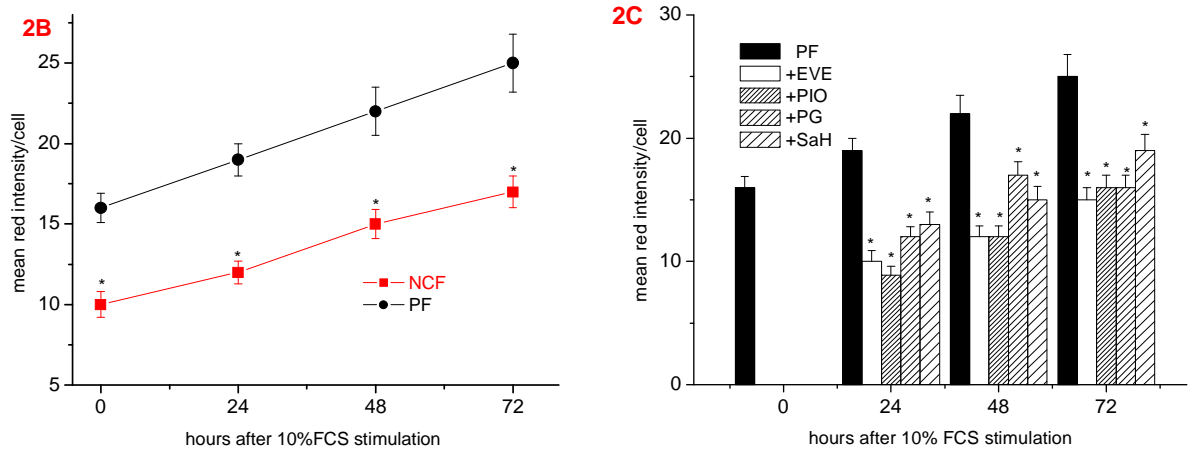 2B
mean red intensity/cell
25
20
15
10
5
*
*
*
*
NCF
PF
0
24
48
72
hours after 10%FCS stimulation
2C
mean red intensity/cell
30
20
10
0
PF
+EVE
+PIO
+PG
+SaH
*
*
*
*
*
*
*
*
*
*
*
*
0
24
48
72
hours after 10% FCS stimulation